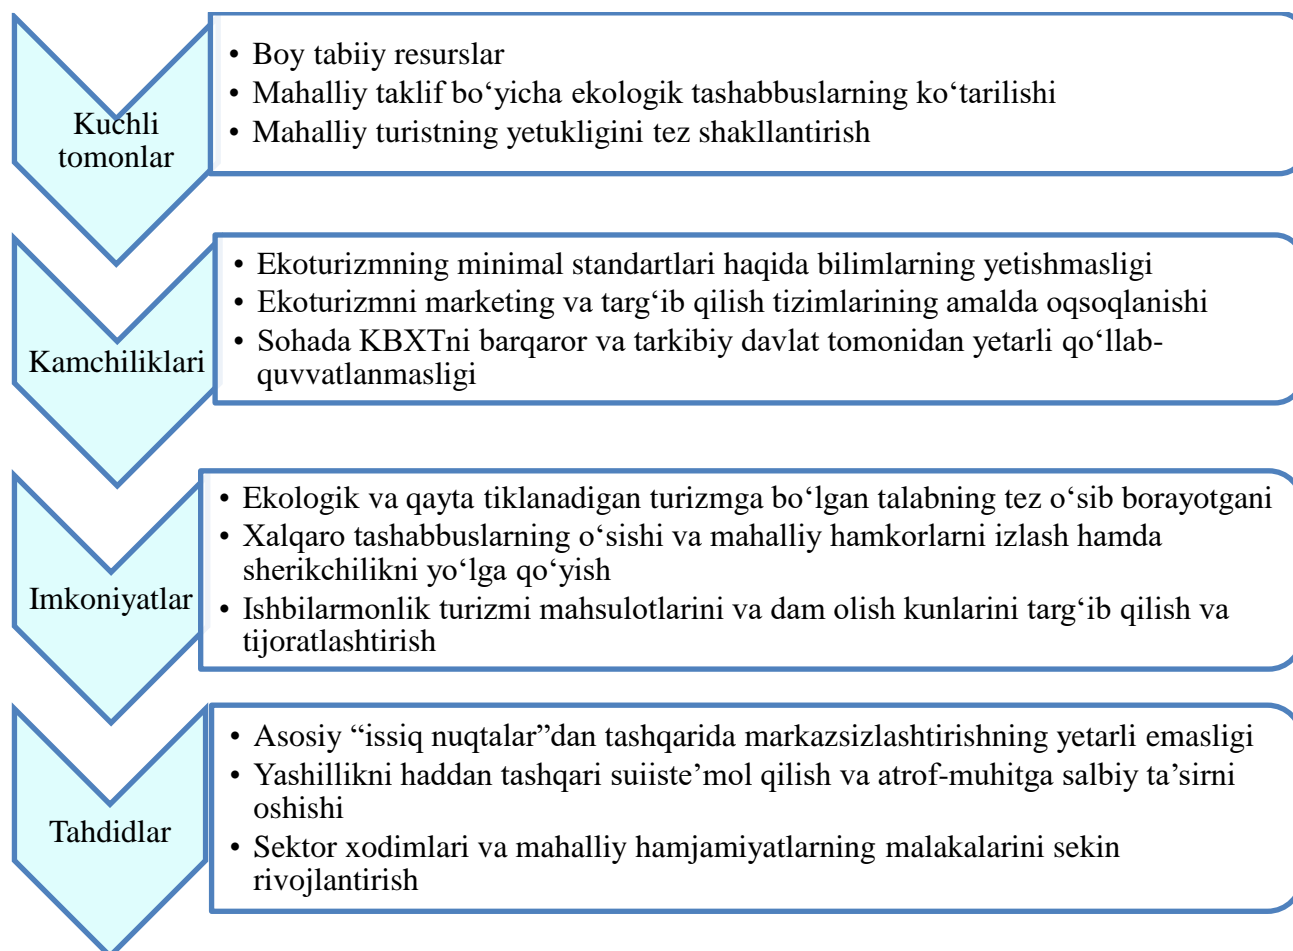 Kuchli
tomonlar
• Boy tabiiy resurslar
• Mahalliy taklif bo‘yicha ekologik tashabbuslarning ko‘tarilishi
• Mahalliy turistning yetukligini tez shakllantirish
Kamchiliklari
• Ekoturizmning minimal standartlari haqida bilimlarning yetishmasligi
• Ekoturizmni marketing va targ‘ib qilish tizimlarining amalda oqsoqlanishi
• Sohada KBXTni barqaror va tarkibiy davlat tomonidan yetarli qo‘llab-
quvvatlanmasligi
Imkoniyatlar
• Ekologik va qayta tiklanadigan turizmga bo‘lgan talabning tez o‘sib borayotgani
• Xalqaro tashabbuslarning o‘sishi va mahalliy hamkorlarni izlash hamda
sherikchilikni yo‘lga qo‘yish
• Ishbilarmonlik turizmi mahsulotlarini va dam olish kunlarini targ‘ib qilish va
tijoratlashtirish
Tahdidlar
• Asosiy “issiq nuqtalar”dan tashqarida markazsizlashtirishning yetarli emasligi
• Yashillikni haddan tashqari suiiste’mol qilish va atrof-muhitga salbiy ta’sirni
oshishi
• Sektor xodimlari va mahalliy hamjamiyatlarning malakalarini sekin
rivojlantirish